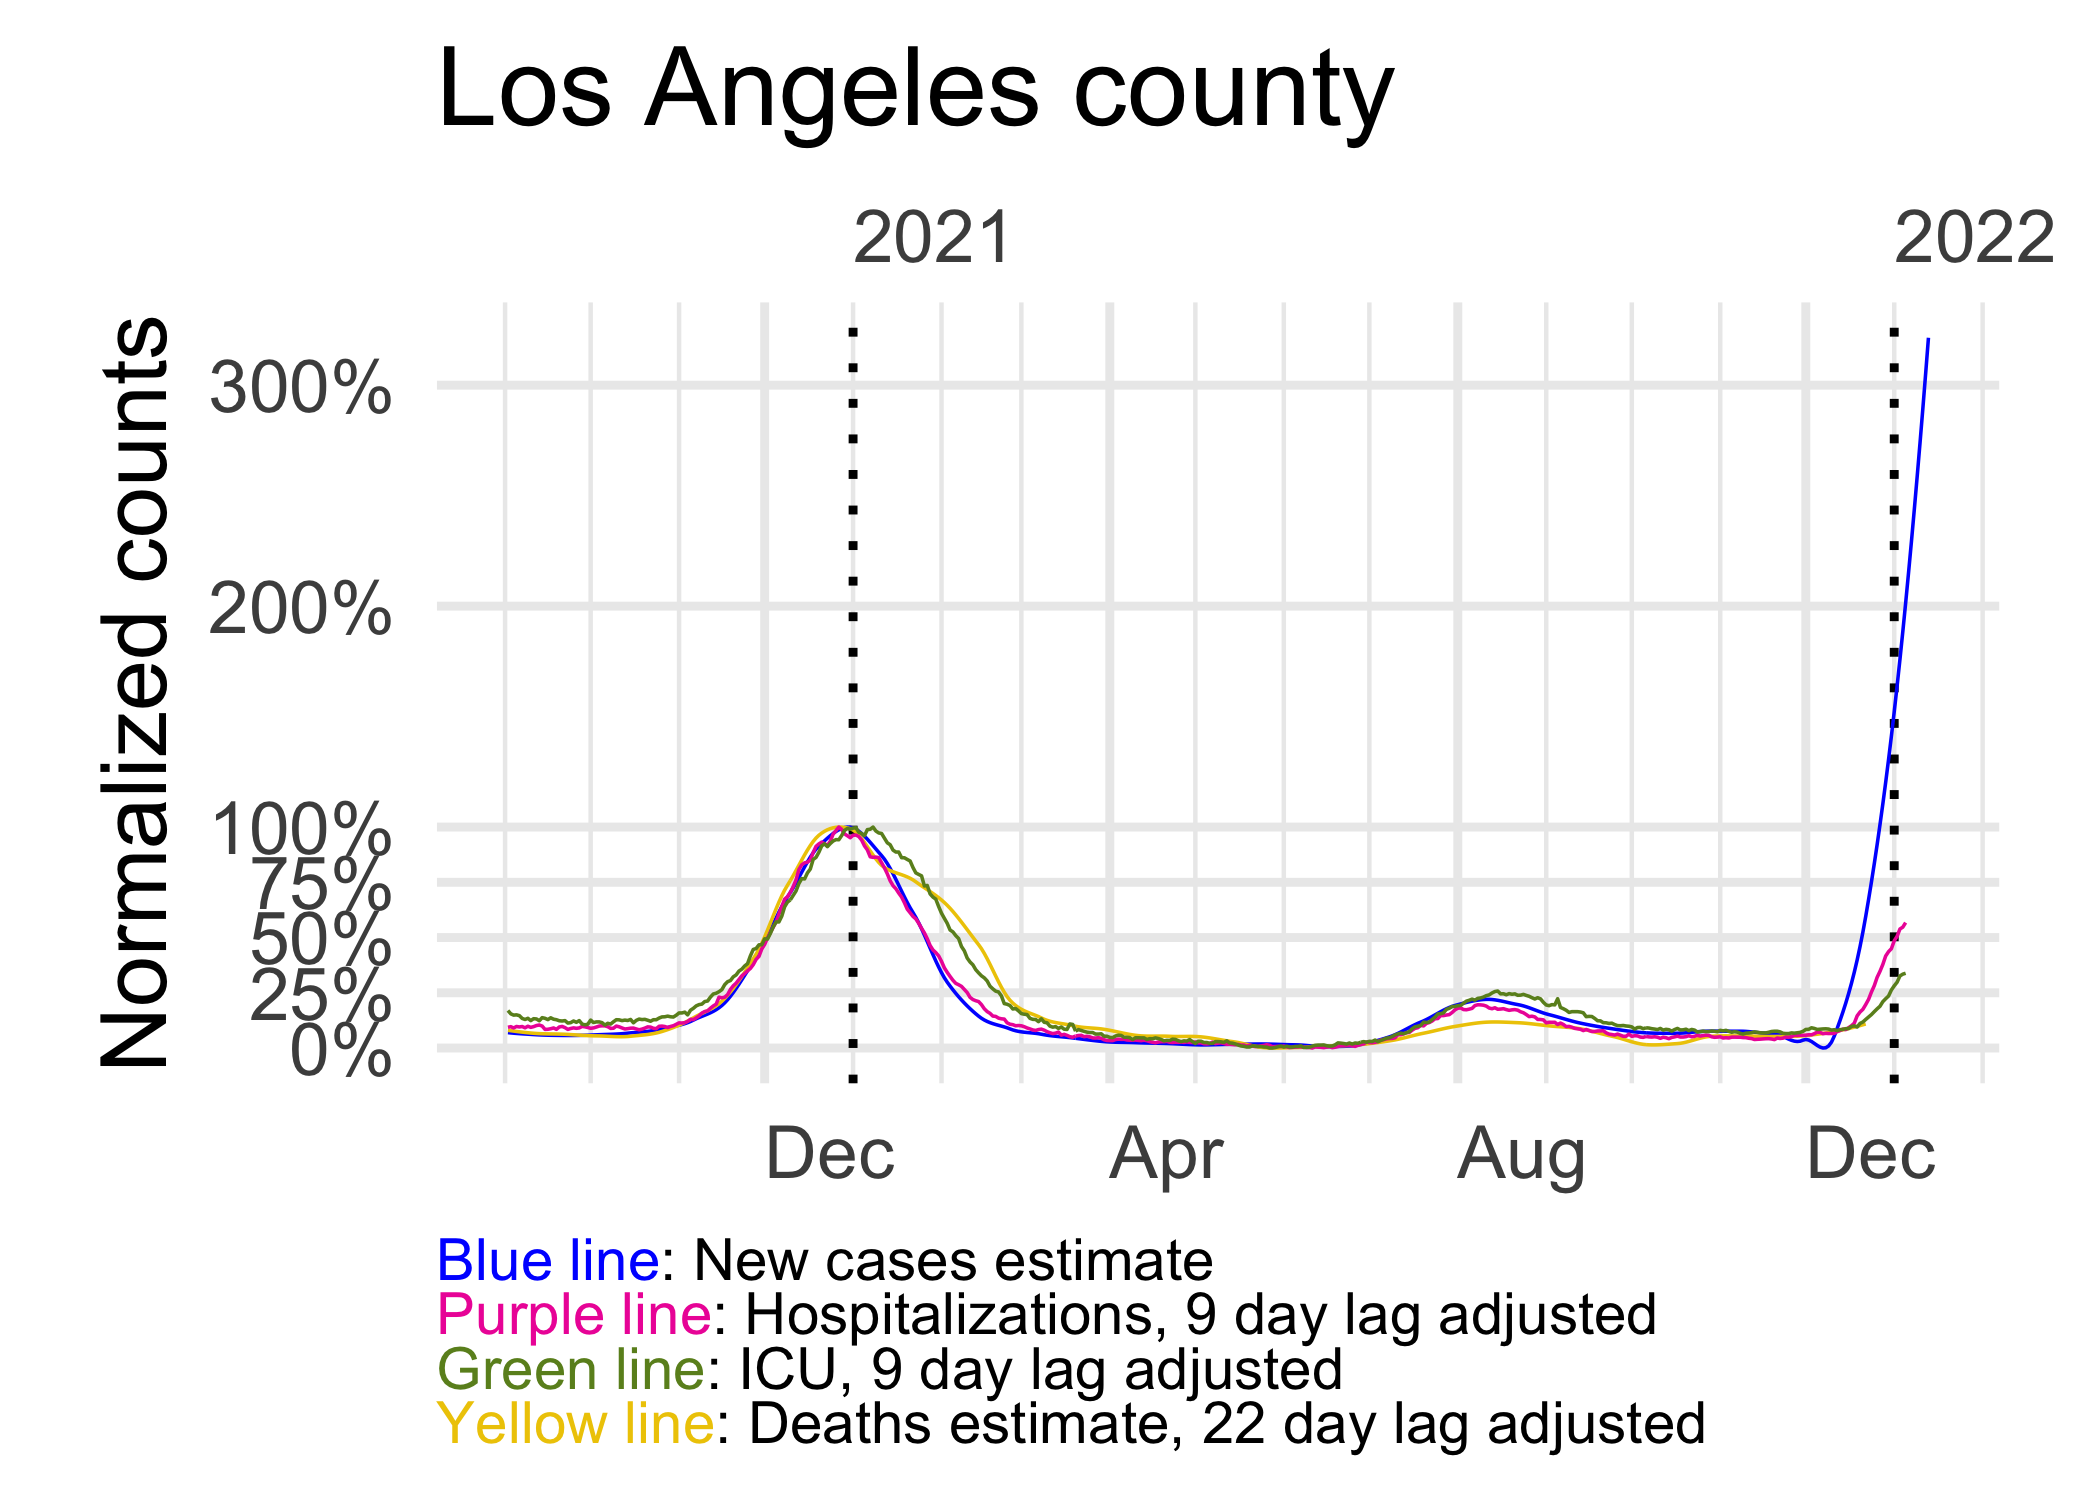 Los Angeles county
2021 2022
Normalized counts
300%
200%
100%
75%
50%
25%
0%
Dec Apr Aug Dec
Blue line: New cases estimate
Purple line: Hospitalizations, 9 day lag adjusted
Green line: ICU, 9 day lag adjusted
Yellow line: Deaths estimate, 22 day lag adjusted